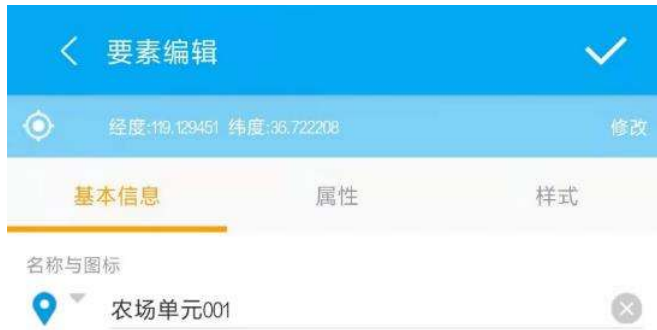 要素编辑
经度:119.129451 纬度:36.722208 修改
基本信息 属性 样式
名称与图标
农场单元001